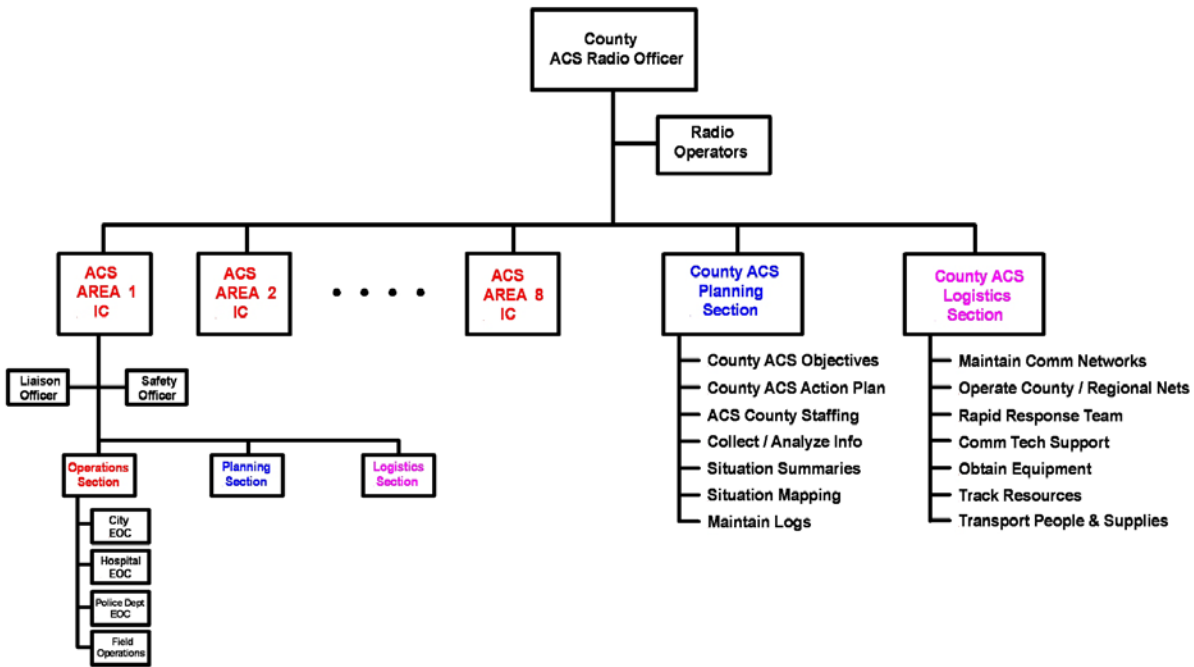 County
ACS Radio Officer
Radio
Operators
ACS
AREA 1
IC
ACS
AREA 2
IC
ACS
AREA 8
IC
County ACS
Planning
Section
County ACS
Logistics
Section
Liaison
Officer
Safety
Officer
Operations
Section
Planning
Section
Logistics
Section
City
EOC
Hospital
EOC
Police Dept
EOC
Field
Operations
County ACS Objectives
County ACS Action Plan
ACS County Staffing
Collect / Analyze Info
Situation Summaries
Situation Mapping
Maintain Logs
Maintain Comm Networks
Operate County / Regional Nets
Rapid Response Team
Comm Tech Support
Obtain Equipment
Track Resources
Transport People & Supplies